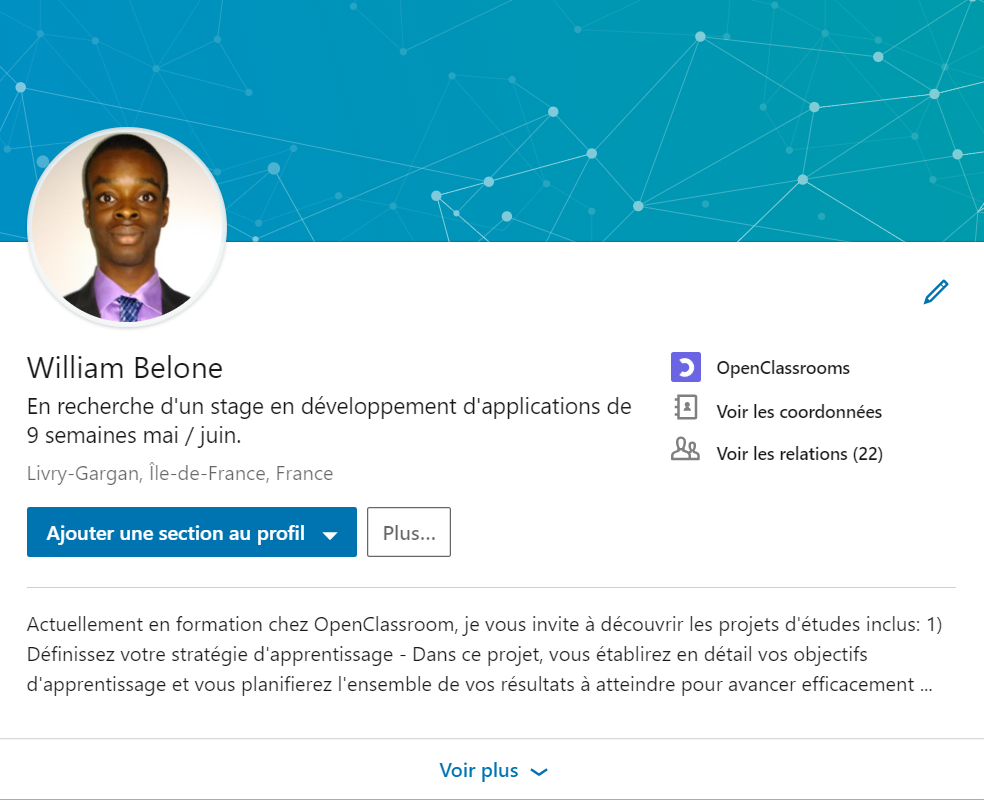 William Belone
En recherche d'un stage en développement d'applications de
9 semaines mai / juin.
Livry-Gargan, Île-de-France, France
Ajouter une section au profil
Plus...
OpenClassrooms
Voir les coordonnées
Voir les relations (22)
Actuellement en formation chez OpenClassroom, je vous invite à découvrir les projets d'études inclus: 1)
Définissez votre stratégie d'apprentissage - Dans ce projet, vous établirez en détail vos objectifs
d'apprentissage et vous planifierez l'ensemble de vos résultats à atteindre pour avancer efficacement ...
Voir plus